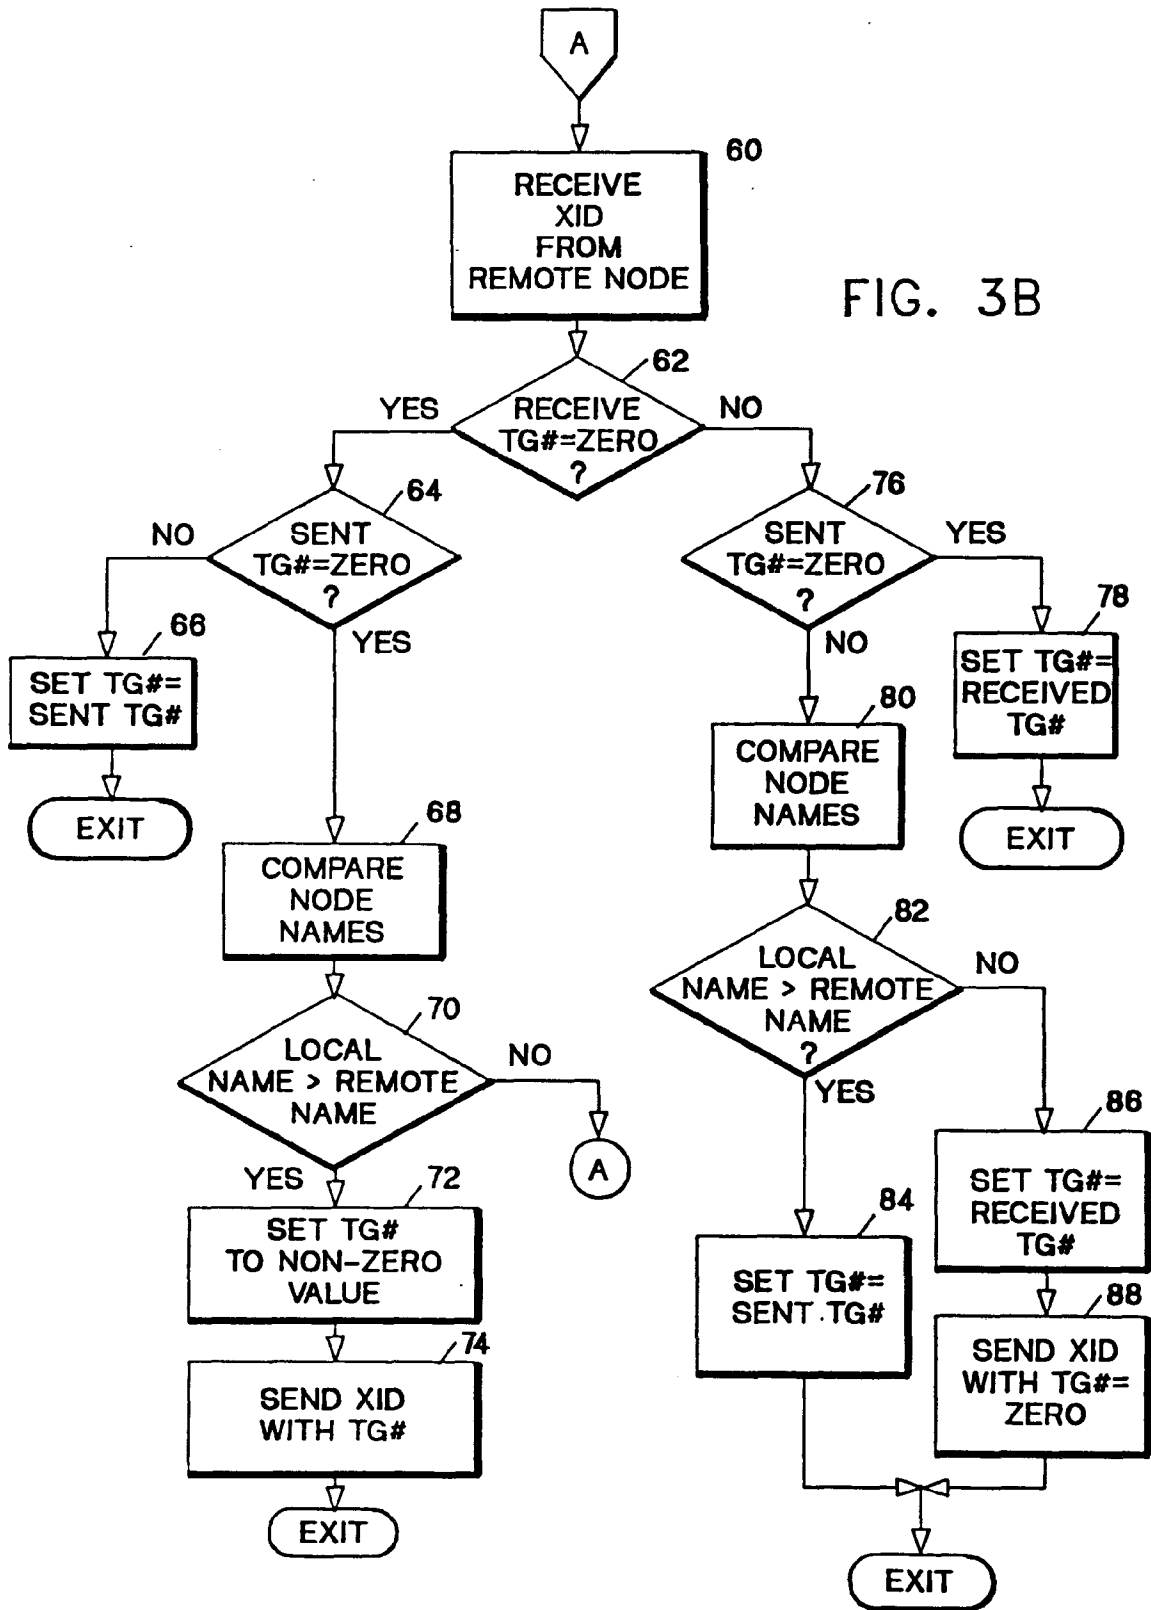 A
60
RECEIVE
XID
FROM
REMOTE NODE
FIG. 3B
62
YES
RECEIVE
TG#=ZERO
?
NO
64
NO
SENT
TG#=ZERO
?
YES
76
SENT
TG#=ZERO
?
YES
NO
66
SET TG#=
SENT TG#
EXIT
78
SET TG#=
RECEIVED
TG#
EXIT
80
COMPARE
NODE
NAMES
68
COMPARE
NODE
NAMES
82
LOCAL
NAME > REMOTE
NAME
?
NO
YES
70
LOCAL
NAME > REMOTE
NAME
NO
A
YES
72
SET TG#
TO NON-ZERO
VALUE
74
SEND XID
WITH TG#
EXIT
84
SET TG#=
SENT TG#
86
SET TG#=
RECEIVED
TG#
88
SEND XID
WITH TG#=
ZERO
EXIT